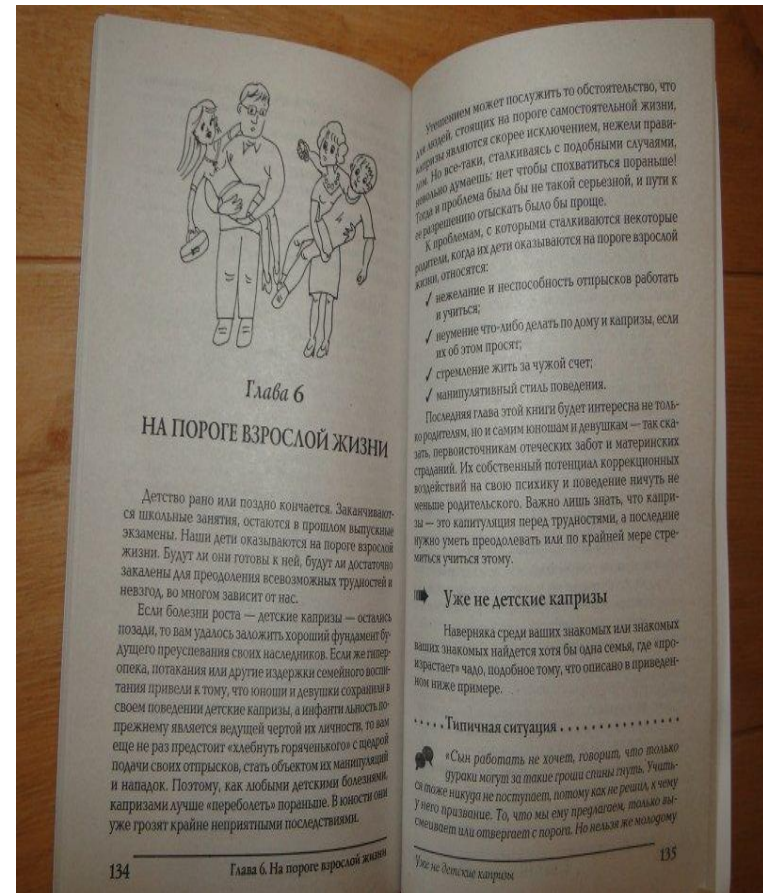 Глава 6
НА ПОРОГЕ ВЗРОСЛОЙ ЖИЗНИ
Детство рано или поздно кончается. Заканчивают-
ся школьные занятия, остаются в прошлом выпускные
экзамены. Наши дети оказываются на пороге взрослой
жизни. Будут ли они готовы к ней, будут ли достаточно
закалены для преодоления всевозможных трудностей и
невзгод, во многом зависит от нас.
Если болезни роста — детские капризы — остались
позади, то вам удалось заложить хороший фундамент бу-
дущего преуспевания своих наследников. Если же гипер-
опека, потакания или другие издержки семейного воспи-
тания привели к тому, что юноши и девушки сохранили в
своем поведении детские капризы, а инфантильность по-
прежнему является ведущей чертой их личности, то вам
еще не раз предстоит «хлебнуть горяченького» с щедрой
подачи своих отпрысков, стать объектом их манипуляций
и нападок. Поэтому, как любыми детскими болезнями,
капризами лучше «переболеть» пораньше. В юности они
уже грозят крайне неприятными последствиями.
134
Глава 6. На пороге взрослой жизни
Утешением может послужить то обстоятельство, что
для людей, стоящих на пороге самостоятельной жизни,
капризы являются скорее исключением, нежели прави-
лом. Но все-таки, сталкиваясь с подобными случаями,
невольно думаешь: нет чтобы спохватиться пораньше!
Тогда и проблема была бы не такой серьезной, и пути к
ее разрешению отыскать было бы проще.
К проблемам, с которыми сталкиваются некоторые
родители, когда их дети оказываются на пороге взрослой
жизни, относятся:
✓ нежелание и неспособность отпрысков работать
и учиться;
✓ неумение что-либо делать по дому и капризы, если
их об этом просят;
✓ стремление жить за чужой счет;
✓ манипулятивный стиль поведения.
Последняя глава этой книги будет интересна не толь-
ко родителям, но и самим юношам и девушкам — так ска-
зать, первоисточникам отеческих забот и материнских
страданий. Их собственный потенциал коррекционных
воздействий на свою психику и поведение ничуть не
меньше родительского. Важно лишь знать, что капри-
зы — это капитуляция перед трудностями, а последние
нужно уметь преодолевать или по крайней мере стре-
миться учиться этому.
Уже не детские капризы
Наверняка среди ваших знакомых или знакомых
ваших знакомых найдется хотя бы одна семья, где «про-
израстает» чадо, подобное тому, что описано в приведен-
ном ниже примере.
.....Типичная ситуация...............
«Сын работать не хочет, говорит, что только
дураки могут за такие гроши спины гнуть. Учить-
ся тоже никуда не поступает, потому как не решил, к чему
у него призвание. То, что мы ему предлагаем, только вы-
смеивает или отвергает с порога. Но нельзя же молодому
Уже не детские капризы
135